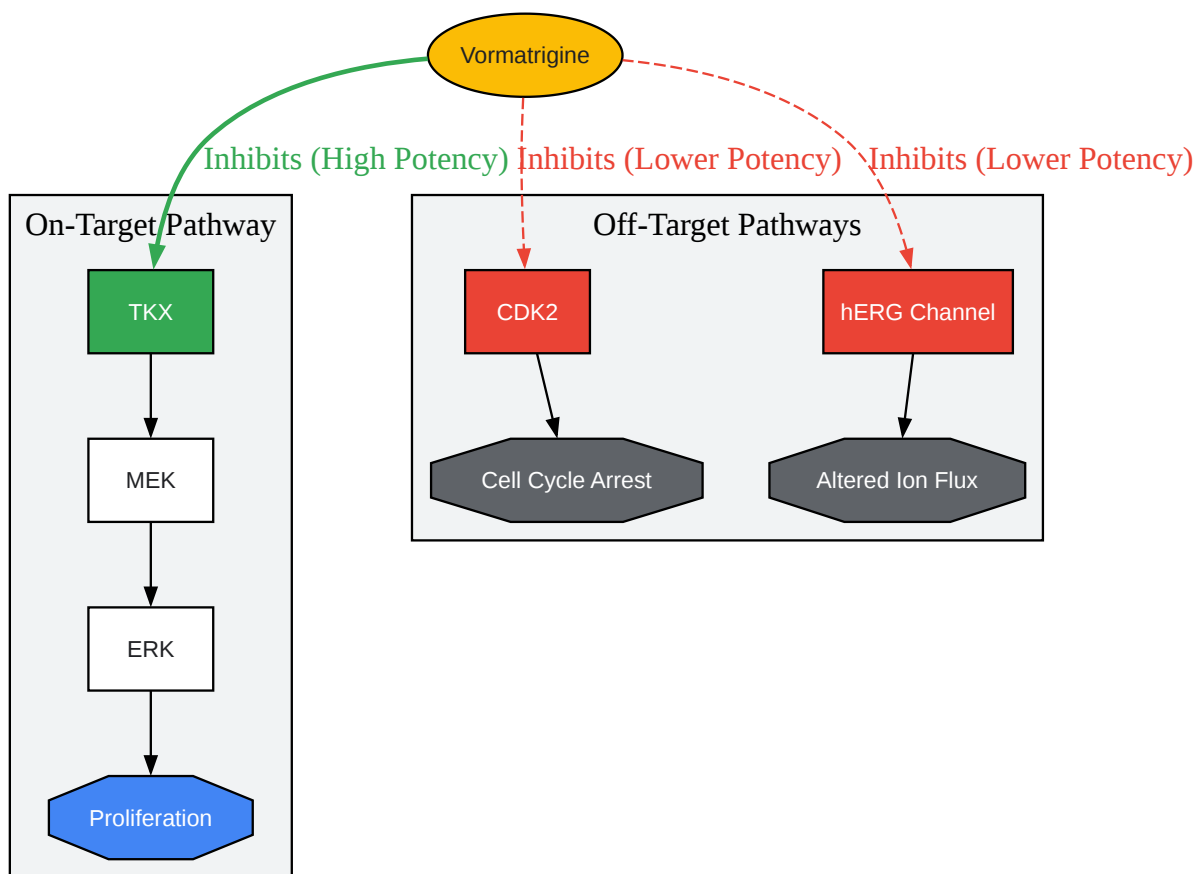 Vormatrigine
Inhibits (High Potency)
Inhibits (Lower Potency)
Inhibits (Lower Potency)
On-Target Pathway
Off-Target Pathways
TKX
CDK2
hERG Channel
MEK
Cell Cycle Arrest
Altered Ion Flux
ERK
Proliferation